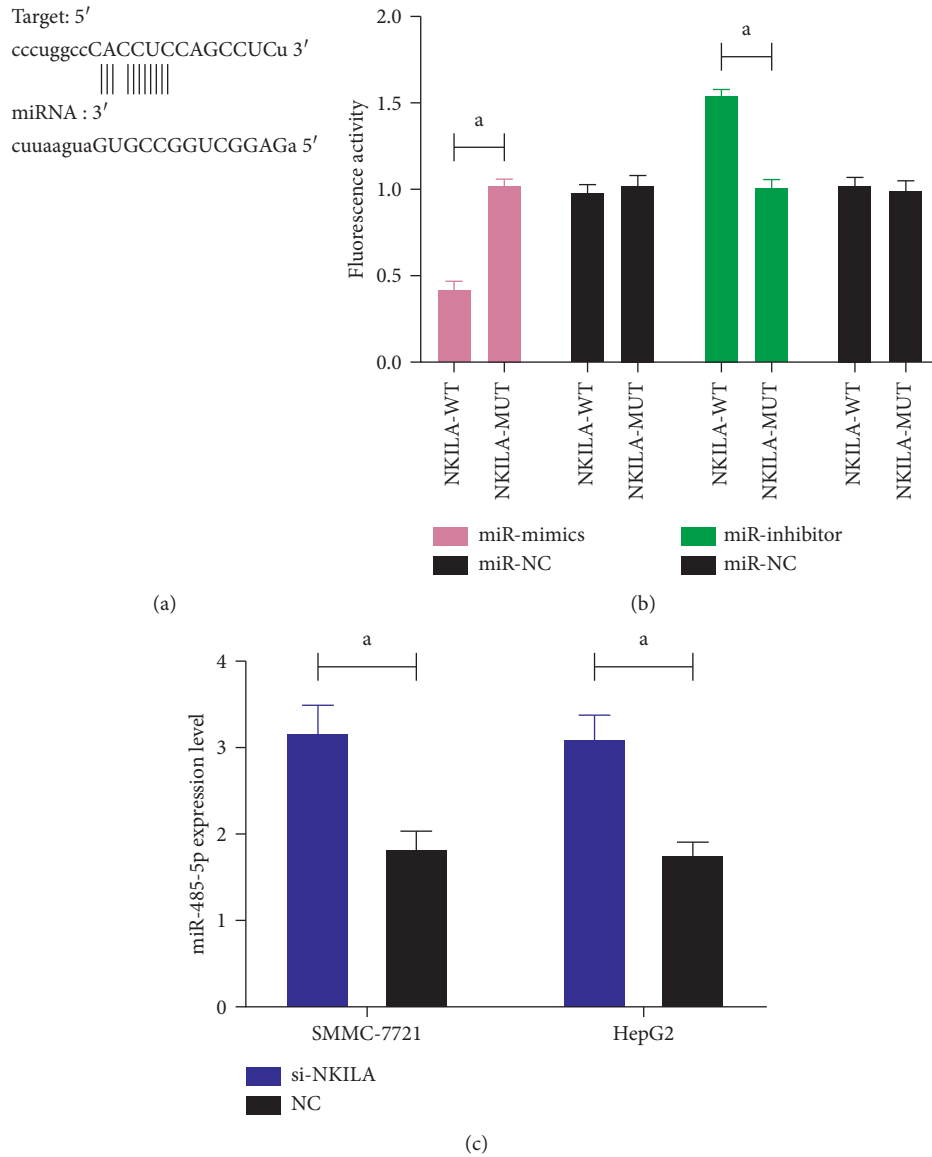 Target: 5′
cccuggccCACCUCCAGCCUCu 3′
miRNA : 3′
cuuaaguaGUGCCGGUCGGAGa 5′
(a)
Fluorescence activity
2.0
1.5
1.0
0.5
0.0
a
a
NKILA-WT
NKILA-MUT
NKILA-WT
NKILA-MUT
NKILA-WT
NKILA-MUT
NKILA-WT
NKILA-MUT
miR-mimics
miR-NC
miR-inhibitor
miR-NC
(b)
miR-485-5p expression level
4
3
2
1
0
a
a
SMMC-7721
HepG2
si-NKILA
NC
(c)